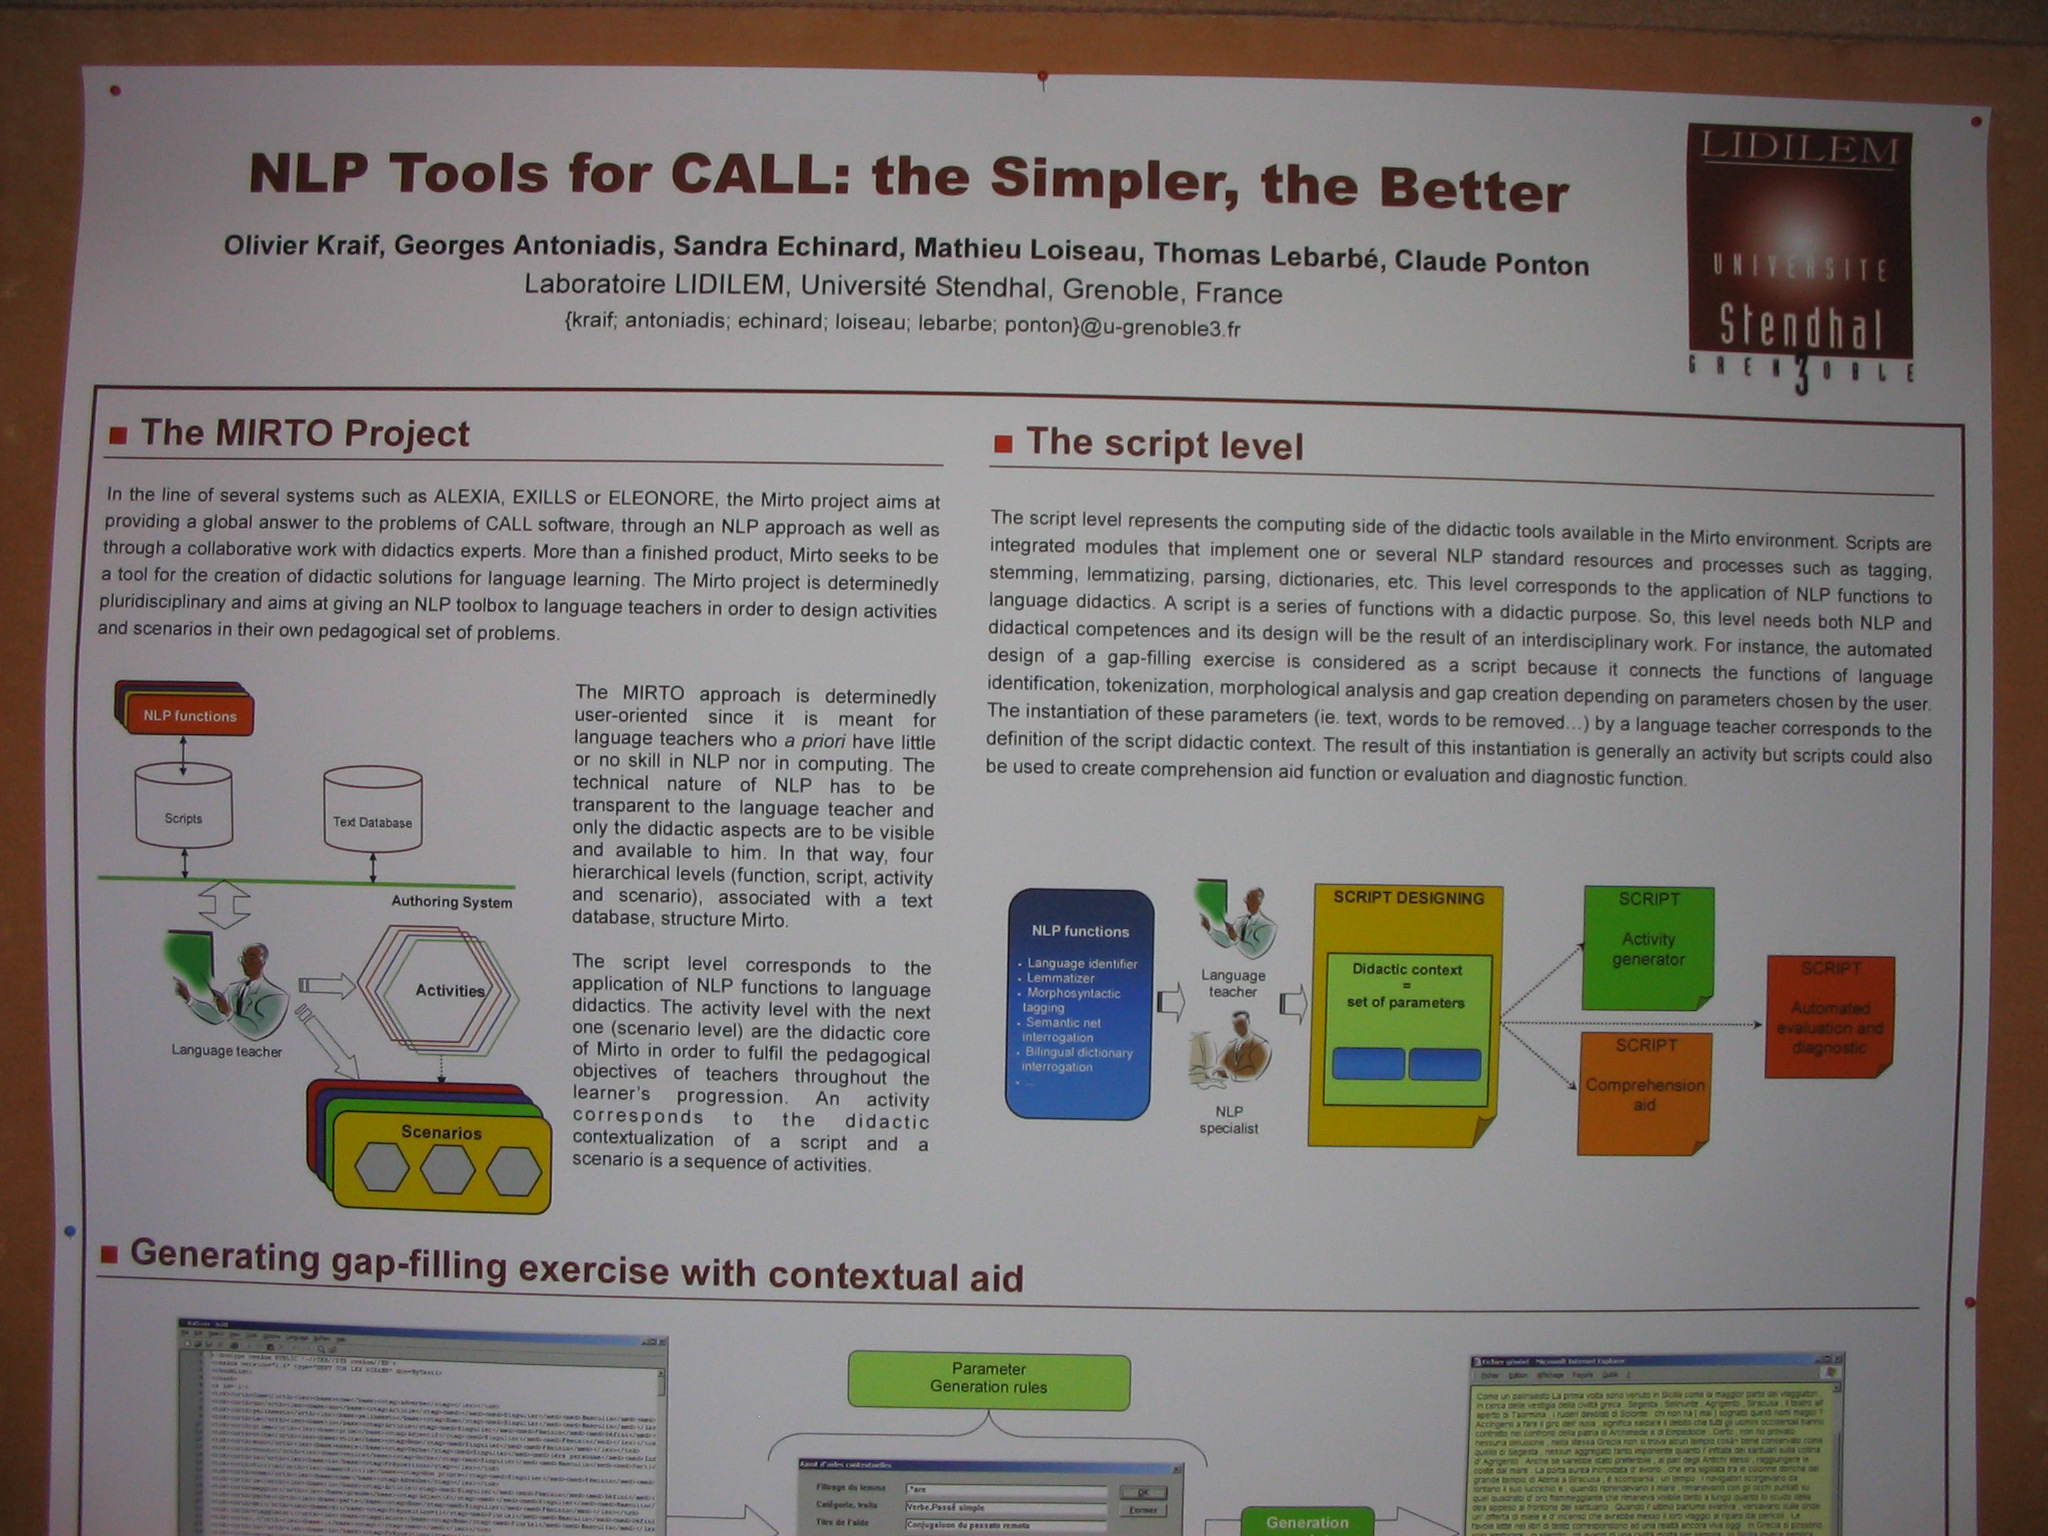 NLP Tools for CALL: the Simpler, the Better
Olivier Kraif, Georges Antoniadis, Sandra Echinard, Mathieu Loiseau, Thomas Lebarbé, Claude Ponton
Laboratoire LIDILEM, Université Stendhal, Grenoble, France
{kraif; antoniadis; echinard; loiseau; lebarbe; ponton}@u-grenoble3.fr
LIDILEM
UNIVERSITE
Stendhal
GRENOBLE
3
The MIRTO Project
In the line of several systems such as ALEXIA, EXILLS or ELEONORE, the Mirto project aims at
providing a global answer to the problems of CALL software, through an NLP approach as well as
through a collaborative work with didactics experts. More than a finished product, Mirto seeks to be
a tool for the creation of didactic solutions for language learning. The Mirto project is determinedly
pluridisciplinary and aims at giving an NLP toolbox to language teachers in order to design activities
and scenarios in their own pedagogical set of problems.
NLP functions
Scripts
Text Database
Authoring System
Language teacher
Activities
Scenarios
The MIRTO approach is determinedly
user-oriented since it is meant for
language teachers who a priori have little
or no skill in NLP nor in computing. The
technical nature of NLP has to be
transparent to the language teacher and
only the didactic aspects are to be visible
and available to him. In that way, four
hierarchical levels (function, script, activity
and scenario), associated with a text
database, structure Mirto.
The script level corresponds to the
application of NLP functions to language
didactics. The activity level with the next
one (scenario level) are the didactic core
of Mirto in order to fulfil the pedagogical
objectives of teachers throughout the
learner's progression. An activity
corresponds to the didactic
contextualization of a script and a
scenario is a sequence of activities.
The script level
The script level represents the computing side of the didactic tools available in the Mirto environment. Scripts are
integrated modules that implement one or several NLP standard resources and processes such as tagging,
stemming, lemmatizing, parsing, dictionaries, etc. This level corresponds to the application of NLP functions to
language didactics. A script is a series of functions with a didactic purpose. So, this level needs both NLP and
didactical competences and its design will be the result of an interdisciplinary work. For instance, the automated
design of a gap-filling exercise is considered as a script because it connects the functions of language
identification, tokenization, morphological analysis and gap creation depending on parameters chosen by the user.
The instantiation of these parameters (ie. text, words to be removed...) by a language teacher corresponds to the
definition of the script didactic context. The result of this instantiation is generally an activity but scripts could also
be used to create comprehension aid function or evaluation and diagnostic function.
NLP functions
• Language identifier
• Lemmatizer
• Morphosyntactic
tagging
• Semantic net
interrogation
• Bilingual dictionary
interrogation
• ...
Language
teacher
NLP
specialist
SCRIPT DESIGNING
Didactic context
=
set of parameters
SCRIPT
Activity
generator
SCRIPT
Comprehension
aid
SCRIPT
Automated
evaluation and
diagnostic
Generating gap-filling exercise with contextual aid
Parameter
Generation rules
Ajout d'aides contextuelles
Filtrage du lemme
.*are
OK
Catégorie, traits
Verbe,Passé simple
Fermer
Titre de l'aide
Conjugaison du passato remoto
Generation